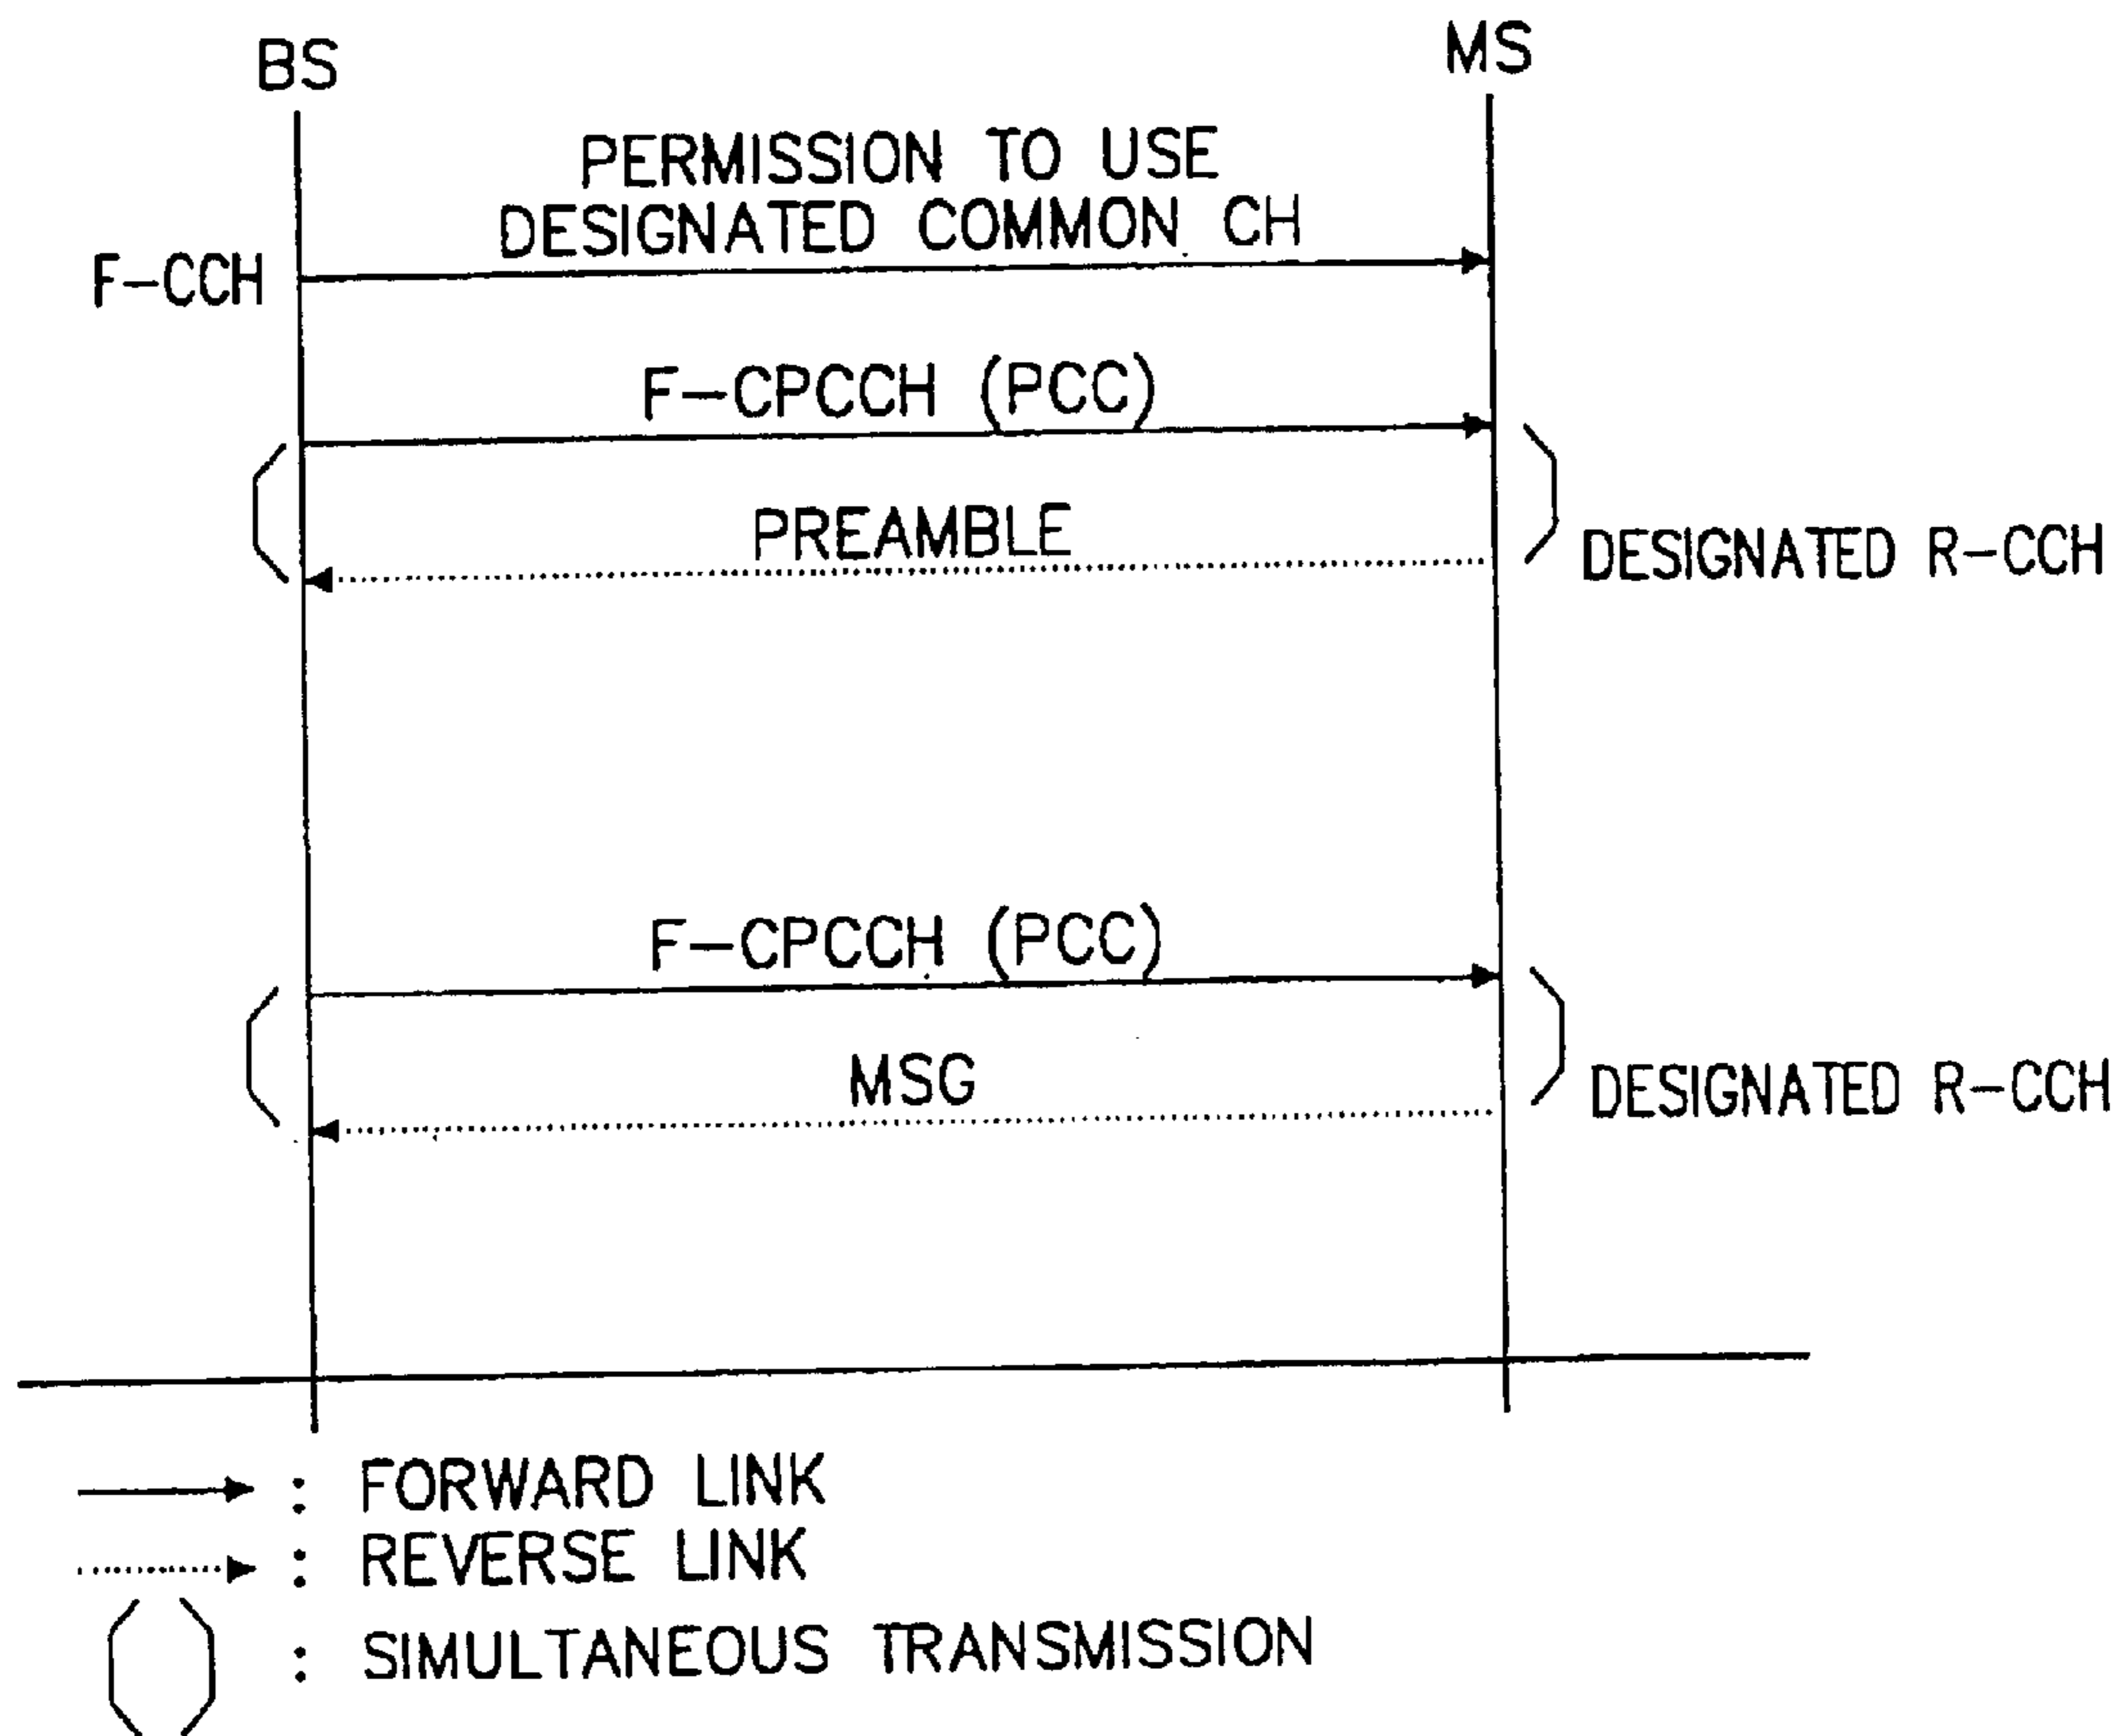 BS
MS
PERMISSION TO USE
DESIGNATED COMMON CH
F-CCH
F-CPCCH (PCC)
PREAMBLE
DESIGNATED R-CCH
F-CPCCH (PCC)
MSG
DESIGNATED R-CCH
: FORWARD LINK
: REVERSE LINK
: SIMULTANEOUS TRANSMISSION